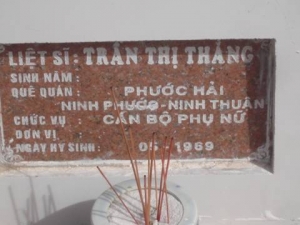 LIỆT SĨ : TRẦN THỊ THẮNG
SINH NĂM :
QUÊ QUÁN : PHƯỚC HẢI
NINH PHƯỚC-NINH THUẬN
CHỨC VỤ : CÁN BỘ PHỤ NỮ
ĐƠN VỊ :
NGÀY HY SINH: 05-1969